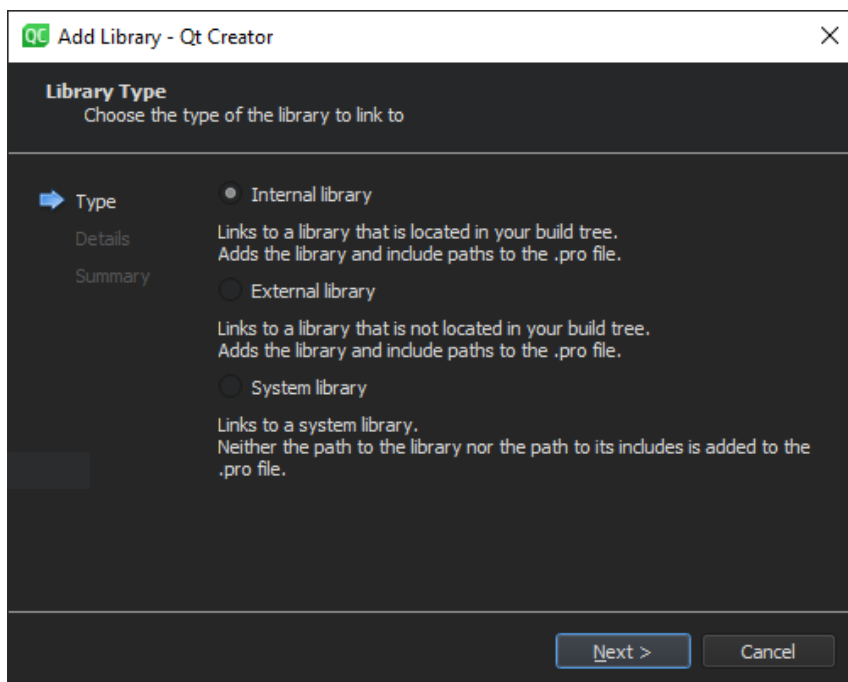 QC Add Library - Qt Creator
Library Type
Choose the type of the library to link to
Type
Details
Summary
Internal library
Links to a library that is located in your build tree.
Adds the library and include paths to the .pro file.
External library
Links to a library that is not located in your build tree.
Adds the library and include paths to the .pro file.
System library
Links to a system library.
Neither the path to the library nor the path to its includes is added to the
.pro file.
Next >
Cancel